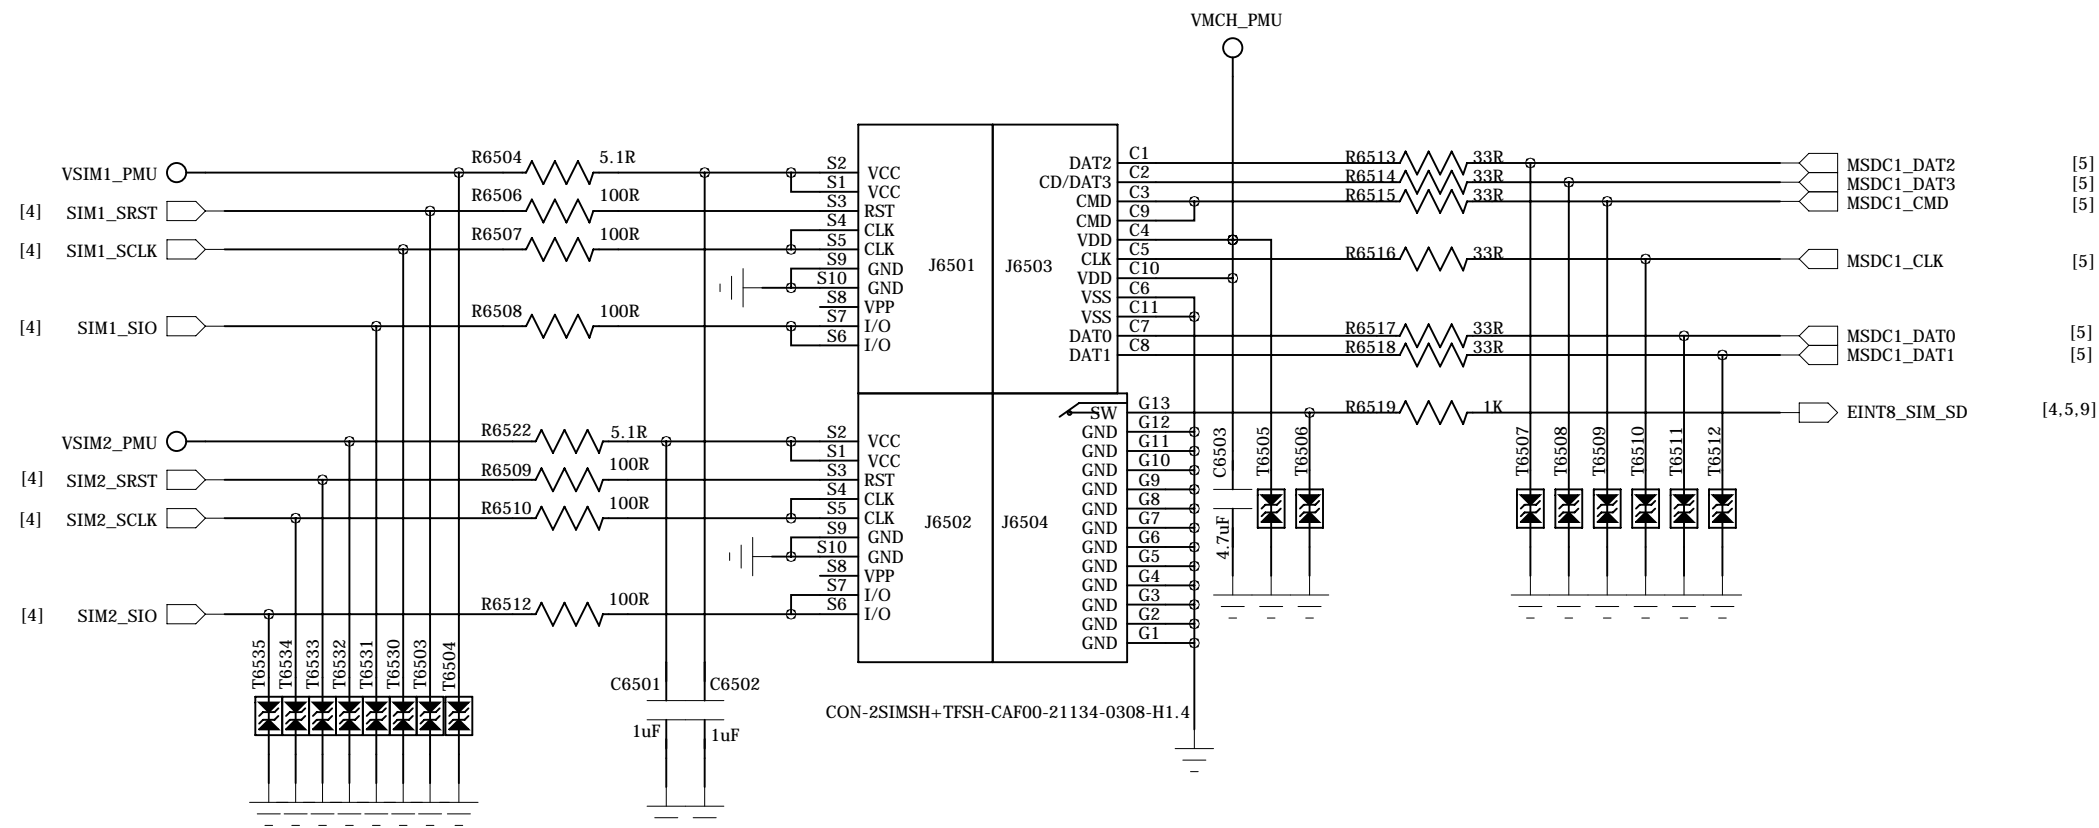 VMCH_PMU
VSIM1_PMU
R6504
5.1R
[4]
SIM1_SRST
R6506
100R
[4]
SIM1_SCLK
R6507
100R
[4]
SIM1_SIO
R6508
100R
S2
VCC
S1
VCC
S3
RST
S4
CLK
S5
CLK
S9
GND
S10
GND
S8
VPP
S7
I/O
S6
I/O
J6501
J6503
DAT2
C1
CD/DAT3
C2
CMD
C3
CMD
C9
VDD
C4
CLK
C5
VDD
C10
VSS
C6
VSS
C11
DAT0
C7
DAT1
C8
R6513
33R
MSDC1_DAT2
[5]
R6514
33R
MSDC1_DAT3
[5]
R6515
33R
MSDC1_CMD
[5]
R6516
33R
MSDC1_CLK
[5]
R6517
33R
MSDC1_DAT0
[5]
R6518
33R
MSDC1_DAT1
[5]
R6519
1K
EINT8_SIM_SD
[4,5,9]
VSIM2_PMU
R6522
5.1R
[4]
SIM2_SRST
R6509
100R
[4]
SIM2_SCLK
R6510
100R
[4]
SIM2_SIO
R6512
100R
S2
VCC
S1
VCC
S3
RST
S4
CLK
S5
CLK
S9
GND
S10
GND
S8
VPP
S7
I/O
S6
I/O
J6502
J6504
SW
G13
GND
G12
GND
G11
GND
G10
GND
G9
GND
G8
GND
G7
GND
G6
GND
G5
GND
G4
GND
G3
GND
G2
GND
G1
C6503
4.7uF
T6505
T6506
T6507
T6508
T6509
T6510
T6511
T6512
T6535
T6534
T6533
T6532
T6531
T6530
T6503
T6504
C6501
1uF
C6502
1uF
CON-2SIMSH+TFSH-CAF00-21134-0308-H1.4